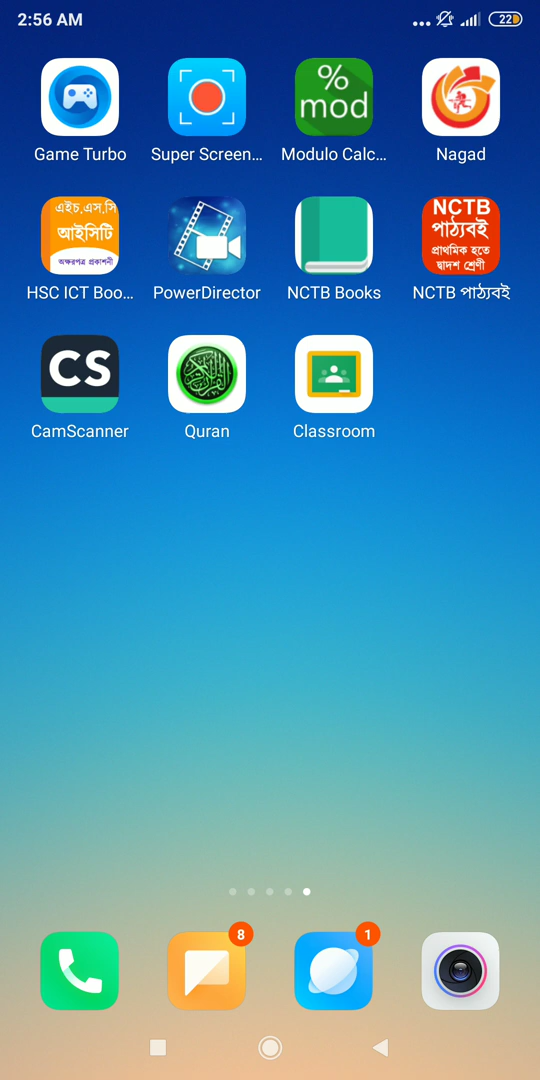 2:56 AM
22
% 
mod
Game Turbo
Super Screen...
Modulo Calc...
Nagad
এইচ.এস.সি
আইসিটি
অক্ষরপত্র প্রকাশনী
NCTB
পাঠ্যবই
প্রাথমিক হতে
দ্বাদশ শ্রেণী
HSC ICT Boo...
PowerDirector
NCTB Books
NCTB পাঠ্যবই
CS
CamScanner
Quran
Classroom
8
1